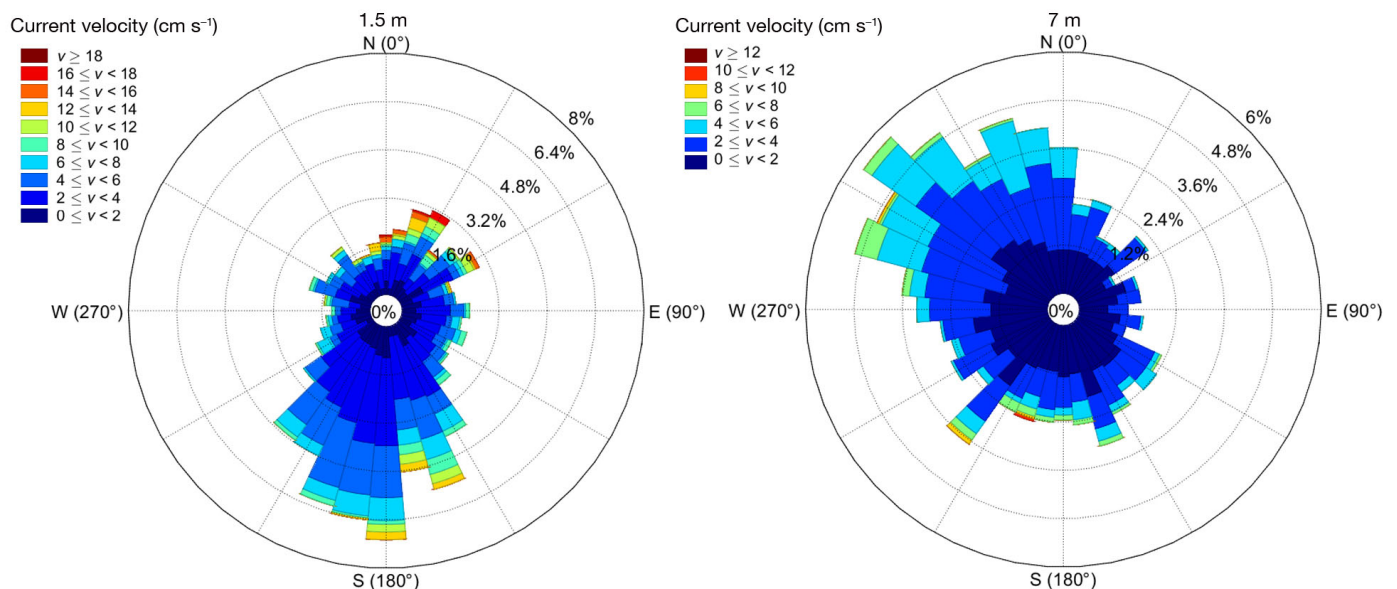 Current velocity (cm s⁻¹)
v ≥ 18
16 ≤ v < 18
14 ≤ v < 16
12 ≤ v < 14
10 ≤ v < 12
8 ≤ v < 10
6 ≤ v < 8
4 ≤ v < 6
2 ≤ v < 4
0 ≤ v < 2
1.5 m
N (0°)
8%
6.4%
4.8%
3.2%
1.6%
0%
W (270°)
E (90°)
S (180°)
Current velocity (cm s⁻¹)
v ≥ 12
10 ≤ v < 12
8 ≤ v < 10
6 ≤ v < 8
4 ≤ v < 6
2 ≤ v < 4
0 ≤ v < 2
7 m
N (0°)
6%
4.8%
3.6%
2.4%
1.2%
0%
W (270°)
E (90°)
S (180°)